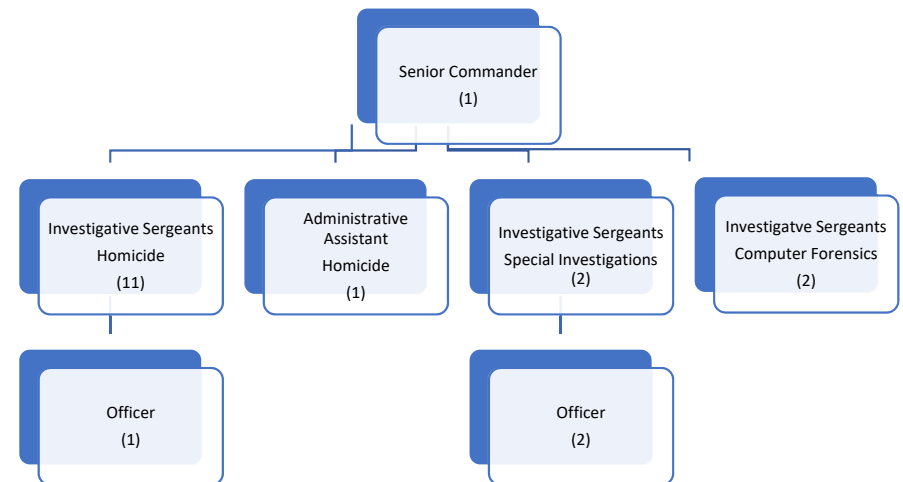 Senior Commander
(1)
Investigative Sergeants
Homicide
(11)
Administrative
Assistant
Homicide
(1)
Investigative Sergeants
Special Investigations
(2)
Investigatve Sergeants
Computer Forensics
(2)
Officer
(1)
Officer
(2)